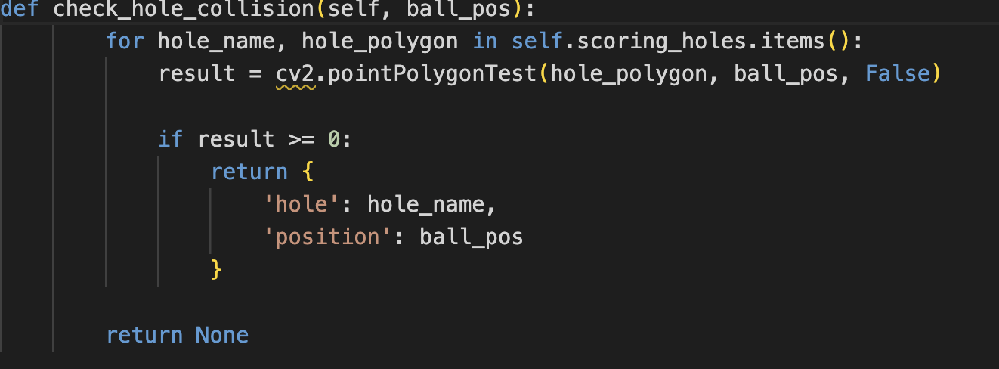 def check_hole_collision(self, ball_pos):
for hole_name, hole_polygon in self.scoring_holes.items():
result = cv2.pointPolygonTest(hole_polygon, ball_pos, False)
if result >= 0:
return {
'hole': hole_name,
'position': ball_pos
}
return None